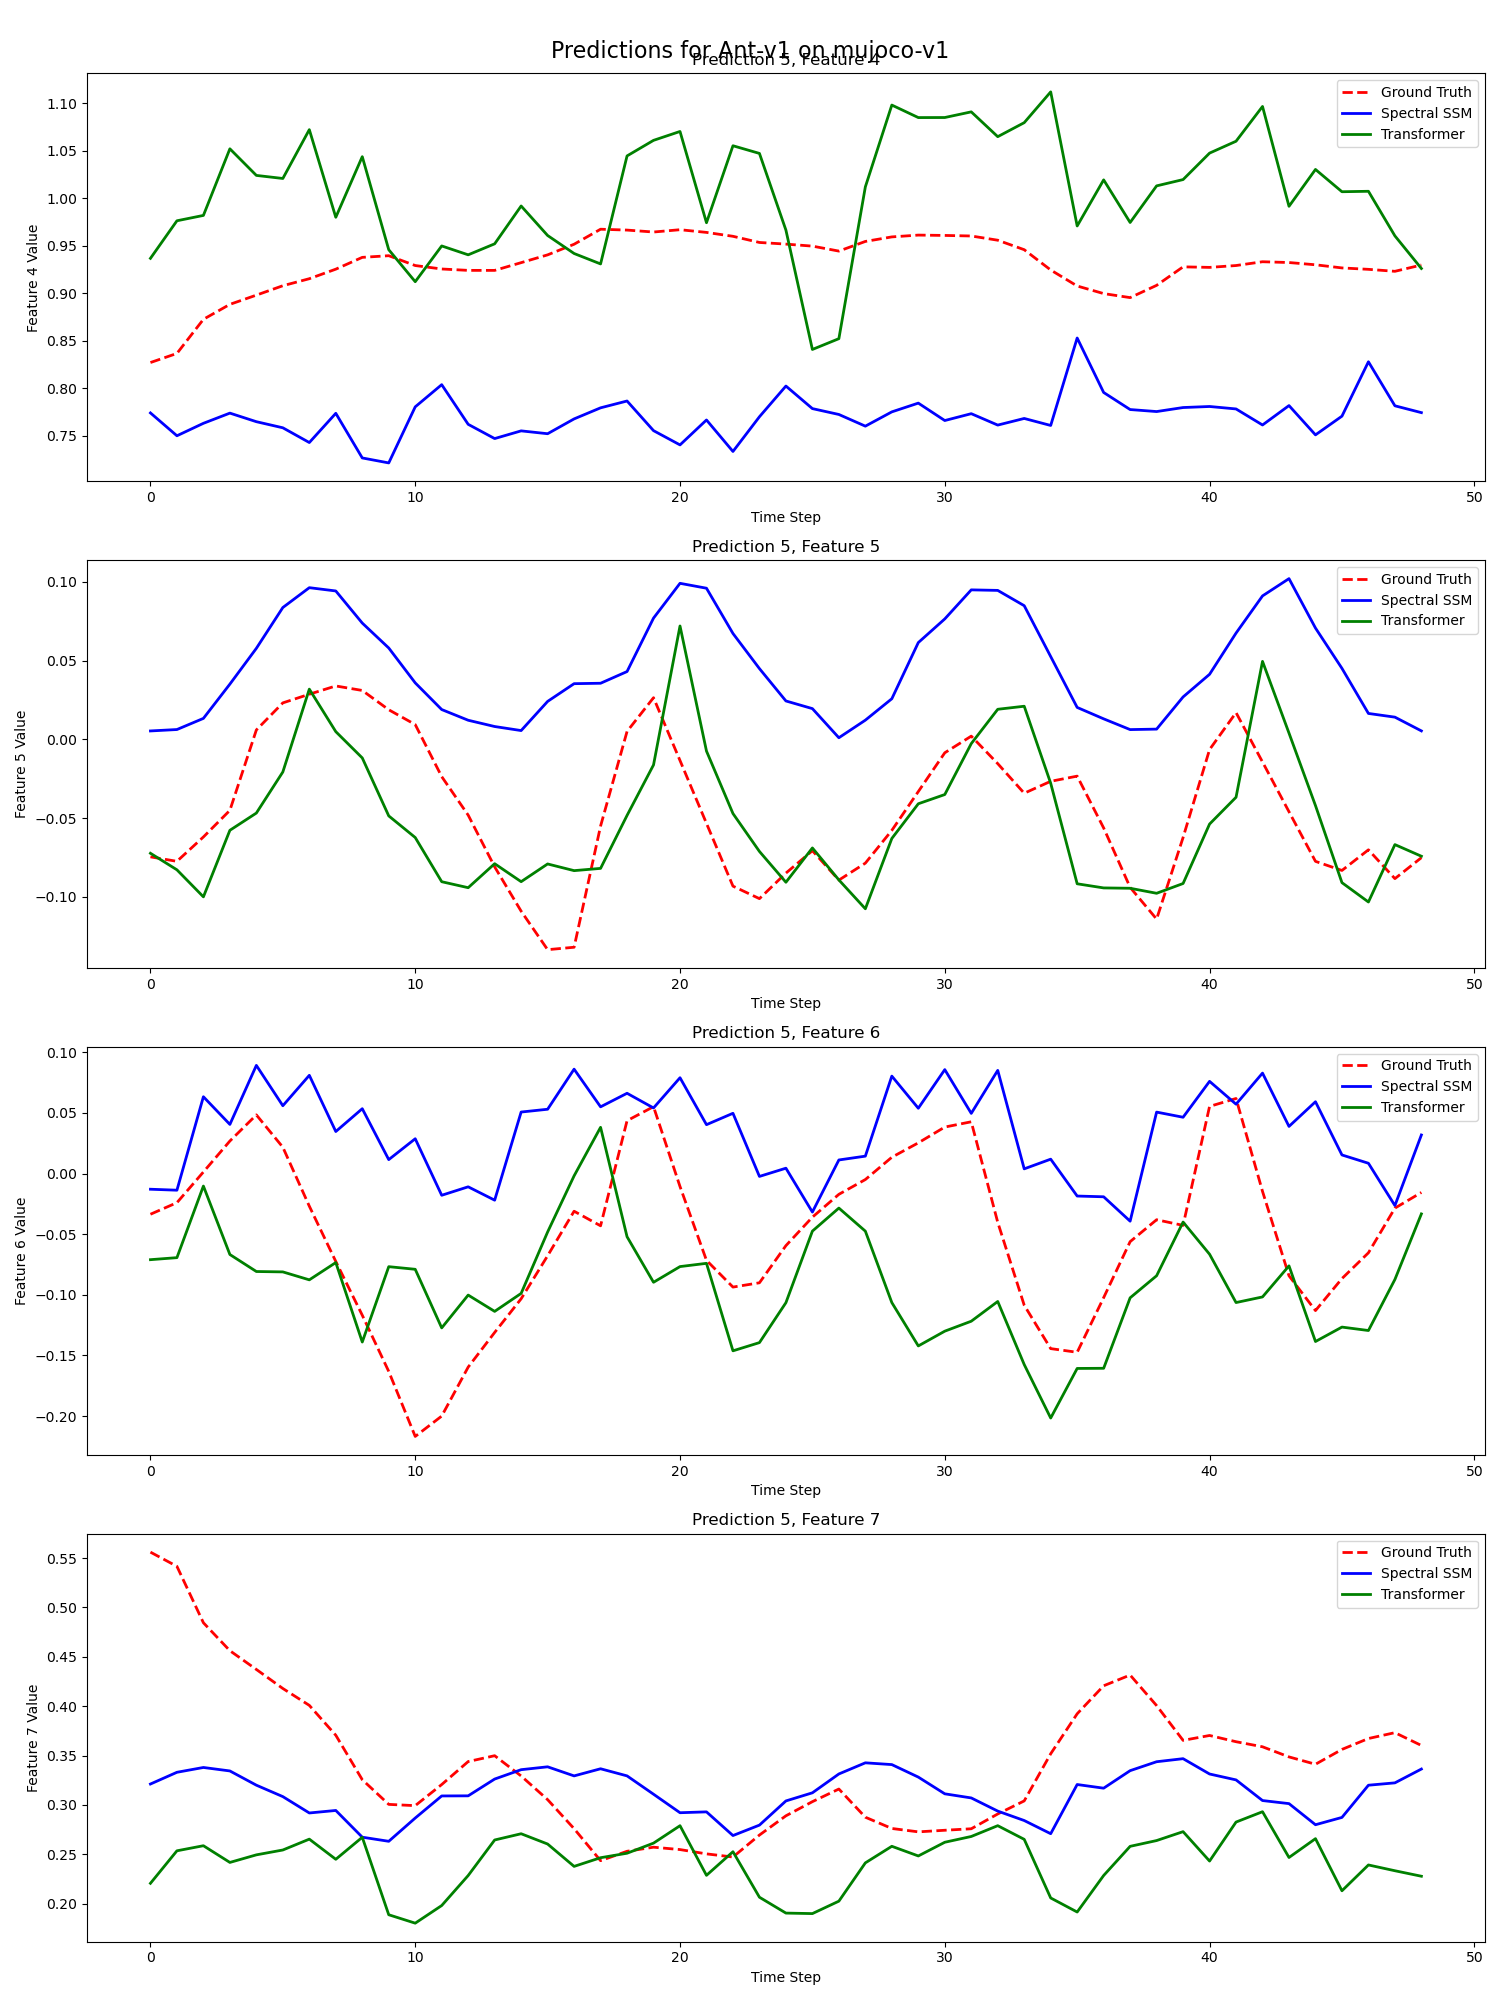 Predictions for Ant-v1 on mujoco-v1
Prediction 5, Feature 4
Ground Truth
Spectral SSM
Transformer
Feature 4 Value
1.10
1.05
1.00
0.95
0.90
0.85
0.80
0.75
0 10 20 30 40 50
Time Step
Prediction 5, Feature 5
Ground Truth
Spectral SSM
Transformer
Feature 5 Value
0.10
0.05
0.00
−0.05
−0.10
0 10 20 30 40 50
Time Step
Prediction 5, Feature 6
Ground Truth
Spectral SSM
Transformer
Feature 6 Value
0.10
0.05
0.00
−0.05
−0.10
−0.15
−0.20
0 10 20 30 40 50
Time Step
Prediction 5, Feature 7
Ground Truth
Spectral SSM
Transformer
Feature 7 Value
0.55
0.50
0.45
0.40
0.35
0.30
0.25
0.20
0 10 20 30 40 50
Time Step